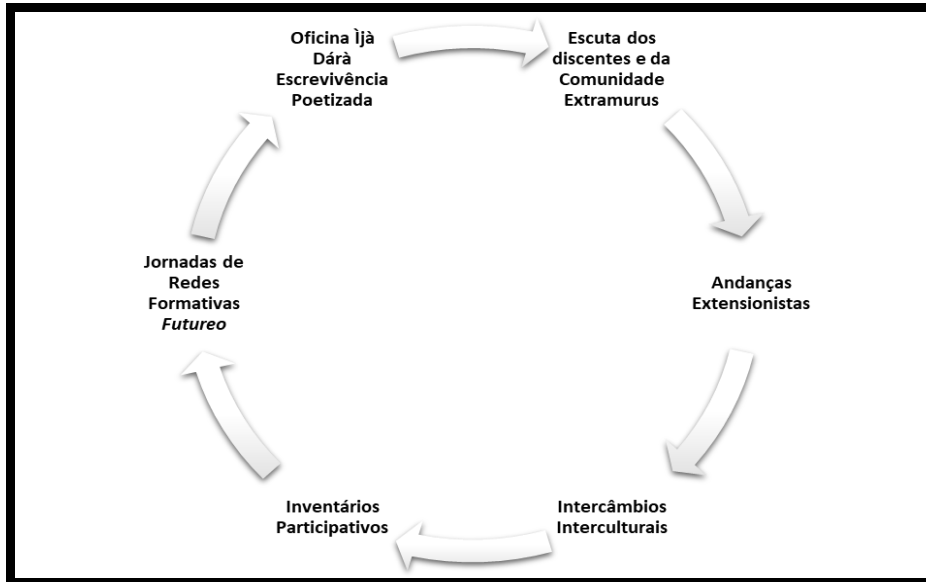 Oficina Ìjà
Dárà
Escrevivência
Poetizada
Escuta dos
discentes e da
Comunidade
Extramurus
Andanças
Extensionistas
Intercâmbios
Interculturais
Inventários
Participativos
Jornadas de
Redes
Formativas
Futureo